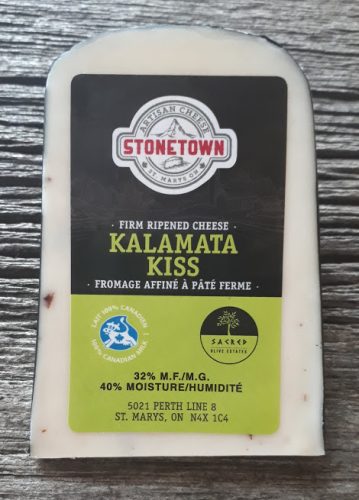 ARTISAN CHEESE
STONETOWN
ST. MARYS ON
· FIRM RIPENED CHEESE ·
KALAMATA
KISS
· FROMAGE AFFINÉ À PÂTÉ FERME ·
LAIT 100% CANADIEN
100% CANADIAN MILK
SACRED
OLIVE ESTATES
32% M.F./M.G.
40% MOISTURE/HUMIDITÉ
5021 PERTH LINE 8
ST. MARYS, ON N4X 1C4